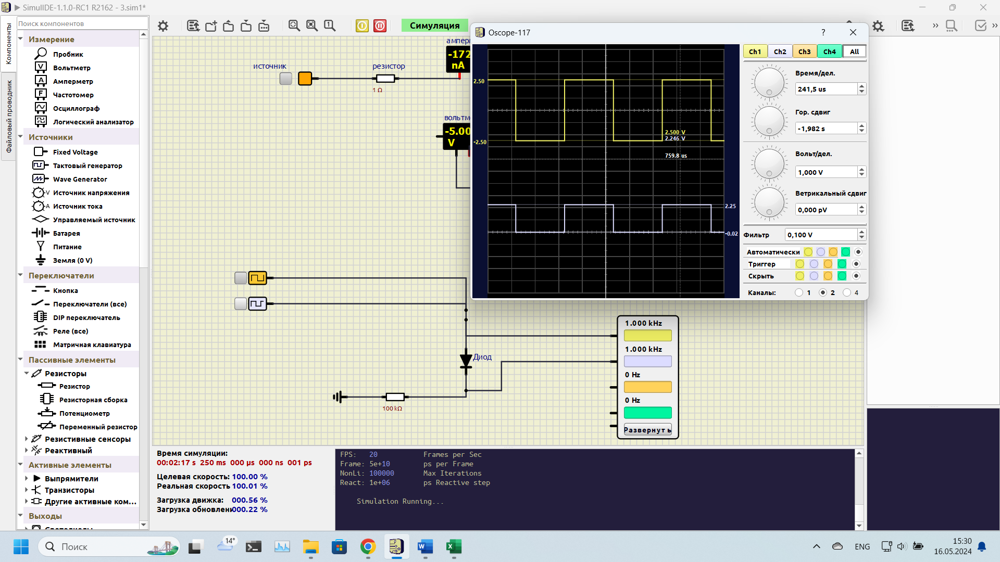 SimulIDE-1.1.0-RC1 R2162 - 3.sim1*
Компоненты
Файловый проводник
Поиск компонентов
Измерение
Пробник
Вольтметр
Амперметр
Частотомер
Осциллограф
Логический анализатор
Источники
Fixed Voltage
Тактовый генератор
Wave Generator
Источник напряжения
Источник тока
Управляемый источник
Батарея
Питание
Земля (0 V)
Переключатели
Кнопка
Переключатели (все)
DIP переключатель
Реле (все)
Матричная клавиатура
Пассивные элементы
Резисторы
Резистор
Резисторная сборка
Потенциометр
Переменный резистор
Резистивные сенсоры
Реактивный
Активные элементы
Выпрямители
Транзисторы
Другие активные ком...
Выходы
Симуляция
источник
резистор
1 Ω
-172
nA
-5.00
V
Диод
100 kΩ
1.000 kHz
1.000 kHz
0 Hz
0 Hz
Развернуть
Oscope-117
?
2.50
-2.50
2.500 V
2.246 V
759.8 us
2.25
-0.02
Ch1
Ch2
Ch3
Ch4
All
Время/дел.
241,5 us
Гор. сдвиг
-1,982 s
Вольт/дел.
1,000 V
Ветрикальный сдвиг
0,000 pV
Фильтр
0,100 V
Автоматически
Триггер
Скрыть
Каналы:
1
2
4
Время симуляции:
00:02:17 s 250 ms 000 µs 000 ns 001 ps
Целевая скорость: 100.00 %
Реальная скорость 100.01 %
Загрузка движка: 000.56 %
Загрузка обновлен 000.22 %
FPS: 20 Frames per Sec
Frame: 5e+10 ps per Frame
NonLi: 100000 Max Iterations
React: 1e+06 ps Reactive step
Simulation Running...
Поиск
14°
ENG
15:30
16.05.2024